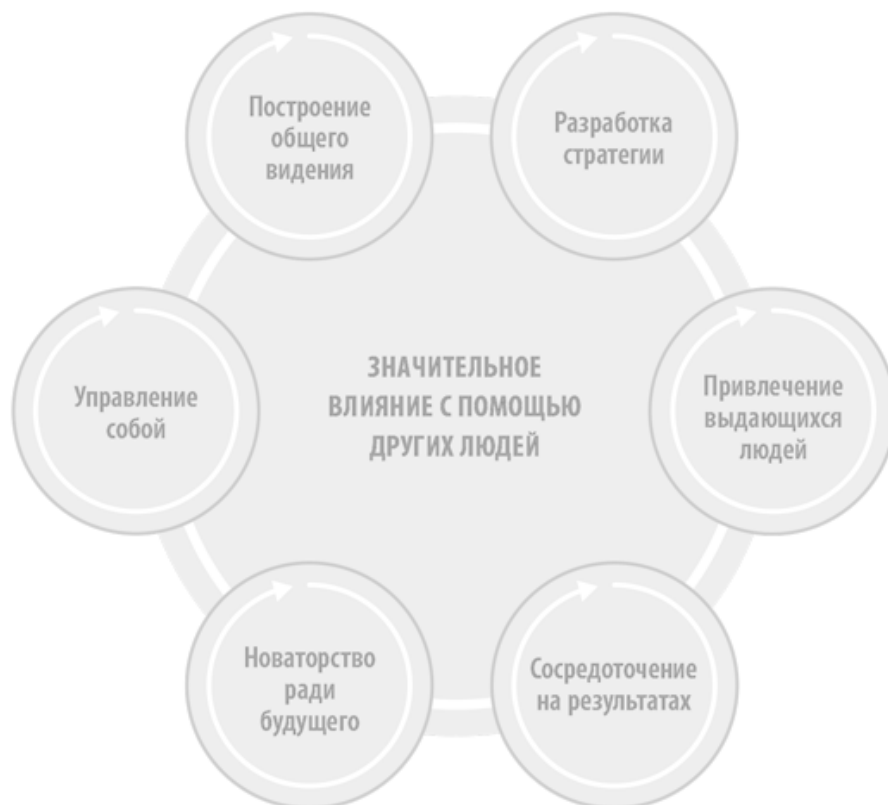 Построение
общего
видения
Разработка
стратегии
Управление
собой
ЗНАЧИТЕЛЬНОЕ
ВЛИЯНИЕ С ПОМОЩЬЮ
ДРУГИХ ЛЮДЕЙ
Привлечение
выдающихся
людей
Новаторство
ради
будущего
Сосредоточение
на результатах